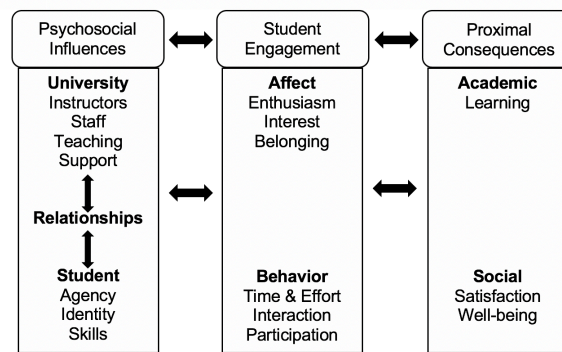 Psychosocial
Influences
Student
Engagement
Proximal
Consequences
University
Instructors
Staff
Teaching
Support
Relationships
Student
Agency
Identity
Skills
Affect
Enthusiasm
Interest
Belonging
Behavior
Time & Effort
Interaction
Participation
Academic
Learning
Social
Satisfaction
Well-being